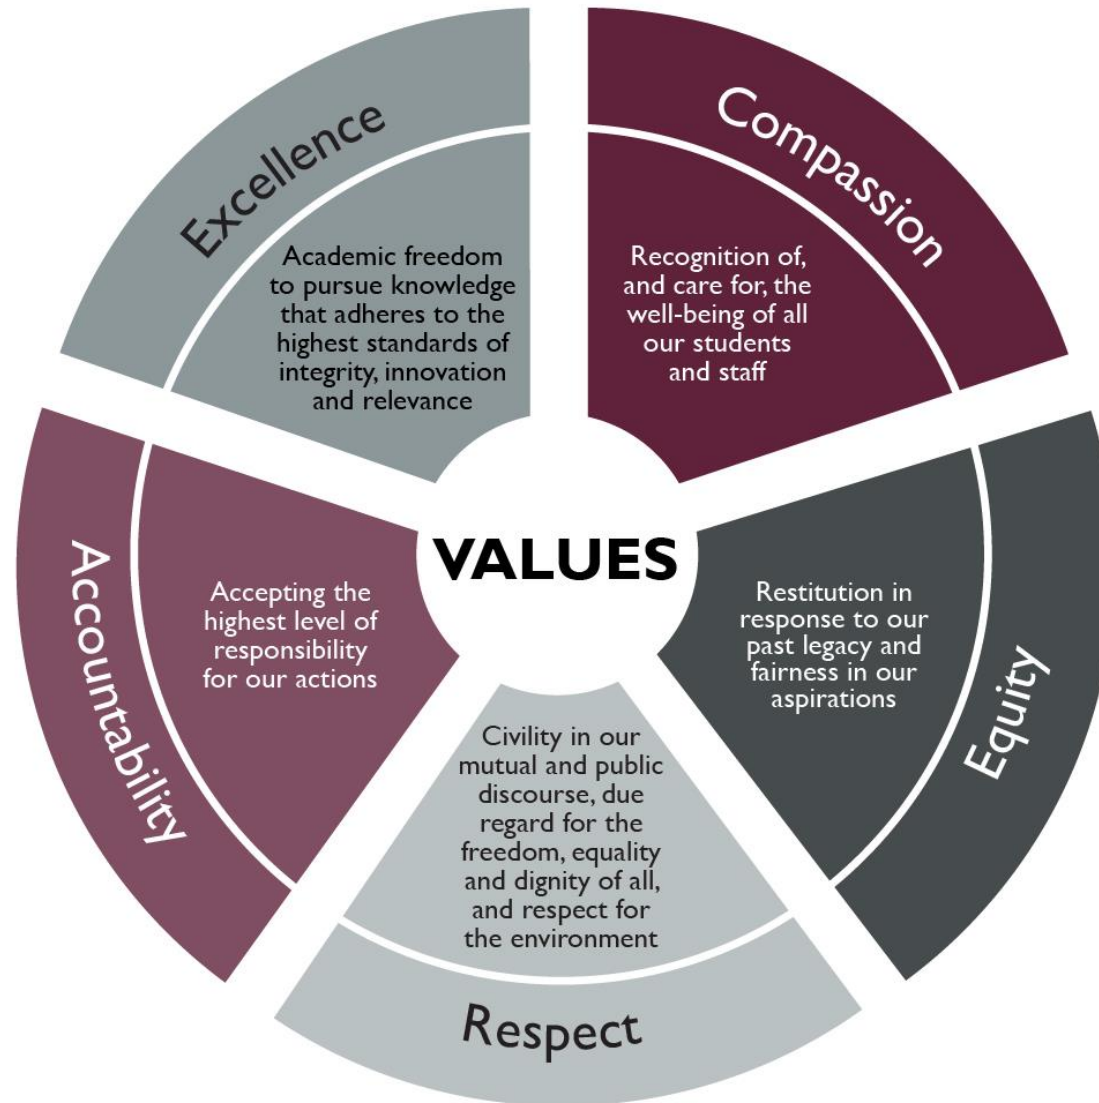 VALUES
Excellence
Academic freedom
to pursue knowledge
that adheres to the
highest standards of
integrity, innovation
and relevance
Compassion
Recognition of,
and care for, the
well-being of all
our students
and staff
Equity
Restitution in
response to our
past legacy and
fairness in our
aspirations
Respect
Civility in our
mutual and public
discourse, due
regard for the
freedom, equality
and dignity of all,
and respect for
the environment
Accountability
Accepting the
highest level of
responsibility
for our actions